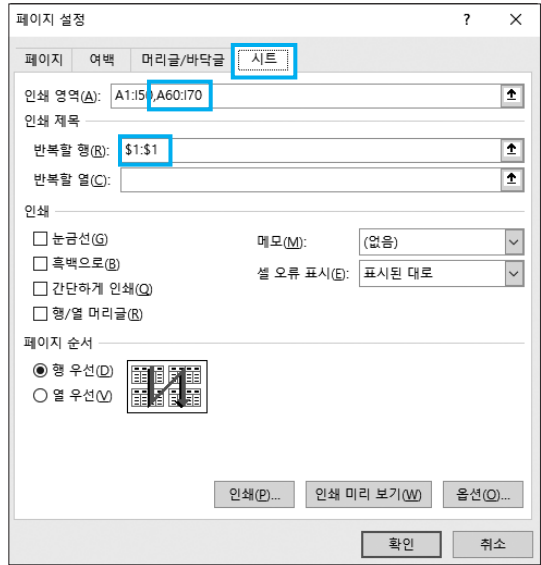 페이지 설정 ? ×
페이지 여백 머리글/바닥글 시트
인쇄 영역(A): A1:I50,A60:I70
인쇄 제목
반복할 행(R): $1:$1
반복할 열(C):
인쇄
눈금선(G) 메모(M): (없음)
흑백으로(B) 셀 오류 표시(E): 표시된 대로
간단하게 인쇄(Q)
행/열 머리글(R)
페이지 순서
행 우선(D)
열 우선(V)
인쇄(P)... 인쇄 미리 보기(W) 옵션(O)...
확인 취소